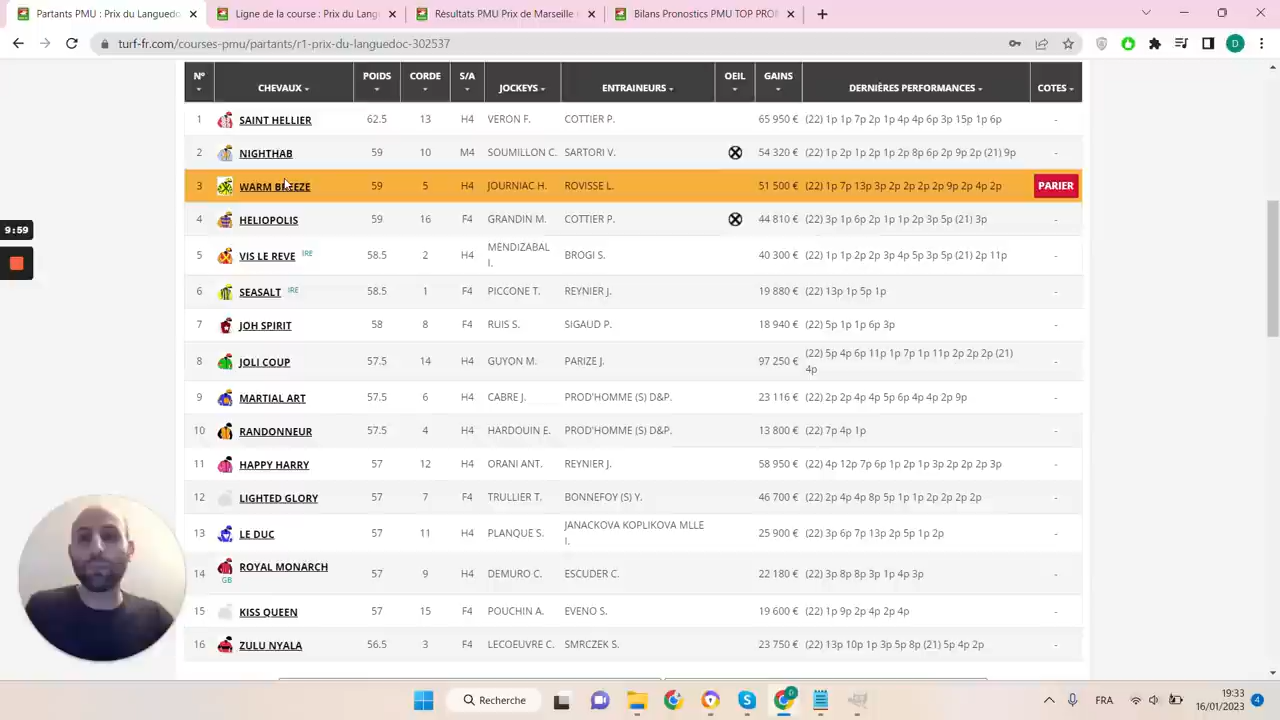 Partants PMU : Prix du Languedo
Ligne de la course : Prix du Lang
Résultats PMU Prix de Marseille
Bilans Pronostics PMU TOP PRO
turf-fr.com/courses-pmu/partants/r1-prix-du-languedoc-302537
D
Nº CHEVAUX POIDS CORDE S/A JOCKEYS ENTRAINEURS OEIL GAINS DERNIÈRES PERFORMANCES COTES
1 SAINT HELLIER 62.5 13 H4 VERON F. COTTIER P. 65 950 € (22) 1p 1p 7p 2p 1p 4p 4p 6p 3p 15p 1p 6p -
2 NIGHTHAB 59 10 M4 SOUMILLON C. SARTORI V. 54 320 € (22) 1p 2p 1p 2p 1p 2p 8p 6p 2p 9p 2p (21) 9p -
3 WARM BREEZE 59 5 H4 JOURNIAC H. ROVISSE L. 51 500 € (22) 1p 7p 13p 3p 2p 2p 2p 2p 9p 2p 4p 2p PARIER
4 HELIOPOLIS 59 16 F4 GRANDIN M. COTTIER P. 44 810 € (22) 3p 1p 6p 2p 1p 1p 2p 3p 5p (21) 3p -
9:59
5 VIS LE REVE IRE 58.5 2 H4 MENDIZABAL I. BROGI S. 40 300 € (22) 1p 1p 2p 2p 3p 4p 5p 3p 5p (21) 2p 11p -
6 SEASALT IRE 58.5 1 F4 PICCONE T. REYNIER J. 19 880 € (22) 13p 1p 5p 1p -
7 JOH SPIRIT 58 8 F4 RUIS S. SIGAUD P. 18 940 € (22) 5p 1p 1p 6p 3p -
8 JOLI COUP 57.5 14 H4 GUYON M. PARIZE J. 97 250 € (22) 5p 4p 6p 11p 1p 7p 1p 11p 2p 2p 2p (21) 4p -
9 MARTIAL ART 57.5 6 H4 CABRE J. PROD'HOMME (S) D&P. 23 116 € (22) 2p 2p 4p 4p 5p 6p 4p 4p 2p 9p -
10 RANDONNEUR 57.5 4 H4 HARDOUIN E. PROD'HOMME (S) D&P. 13 800 € (22) 7p 4p 1p -
11 HAPPY HARRY 57 12 H4 ORANI ANT. REYNIER J. 58 950 € (22) 4p 12p 7p 6p 1p 2p 1p 3p 2p 2p 2p 3p -
12 LIGHTED GLORY 57 7 F4 TRULLIER T. BONNEFOY (S) Y. 46 700 € (22) 2p 4p 4p 8p 5p 1p 1p 2p 2p 2p 2p -
13 LE DUC 57 11 H4 PLANQUE S. JANACKOVA KOPLIKOVA MLLE I. 25 900 € (22) 3p 6p 7p 13p 2p 5p 1p 2p -
14 ROYAL MONARCH GB 57 9 H4 DEMURO C. ESCUDER C. 22 180 € (22) 3p 8p 8p 3p 1p 4p 3p -
15 KISS QUEEN 57 15 F4 POUCHIN A. EVENO S. 19 600 € (22) 1p 9p 2p 4p 2p 4p -
16 ZULU NYALA 56.5 3 F4 LECOEUVRE C. SMRCZEK S. 23 750 € (22) 13p 10p 1p 3p 5p 8p (21) 5p 4p 2p -
Recherche
FRA
19:33
16/01/2023
4